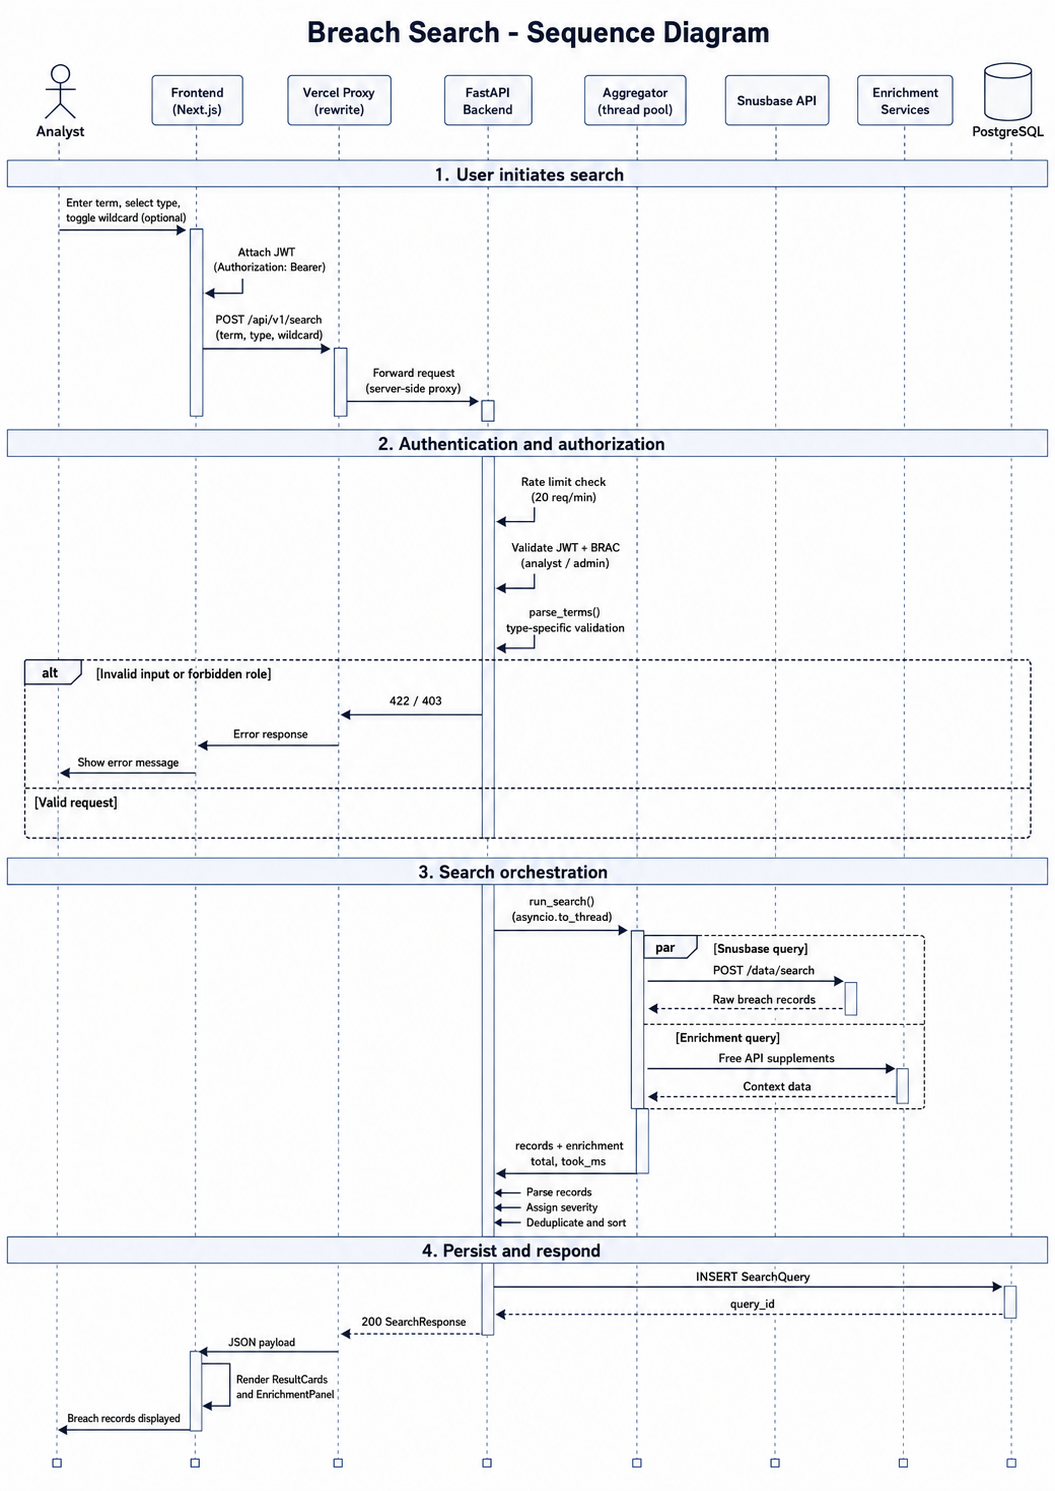 Breach Search - Sequence Diagram
Analyst
Frontend
(Next.js)
Vercel Proxy
(rewrite)
FastAPI
Backend
Aggregator
(thread pool)
Snusbase API
Enrichment
Services
PostgreSQL
1. User initiates search
Enter term, select type,
toggle wildcard (optional)
Attach JWT
(Authorization: Bearer)
POST /api/v1/search
(term, type, wildcard)
Forward request
(server-side proxy)
2. Authentication and authorization
Rate limit check
(20 req/min)
Validate JWT + BRAC
(analyst / admin)
parse_terms()
type-specific validation
alt
[Invalid input or forbidden role]
422 / 403
Error response
Show error message
[Valid request]
3. Search orchestration
run_search()
(asyncio.to_thread)
par
[Snusbase query]
POST /data/search
Raw breach records
[Enrichment query]
Free API supplements
Context data
records + enrichment
total, took_ms
Parse records
Assign severity
Deduplicate and sort
4. Persist and respond
INSERT SearchQuery
query_id
200 SearchResponse
JSON payload
Render ResultCards
and EnrichmentPanel
Breach records displayed